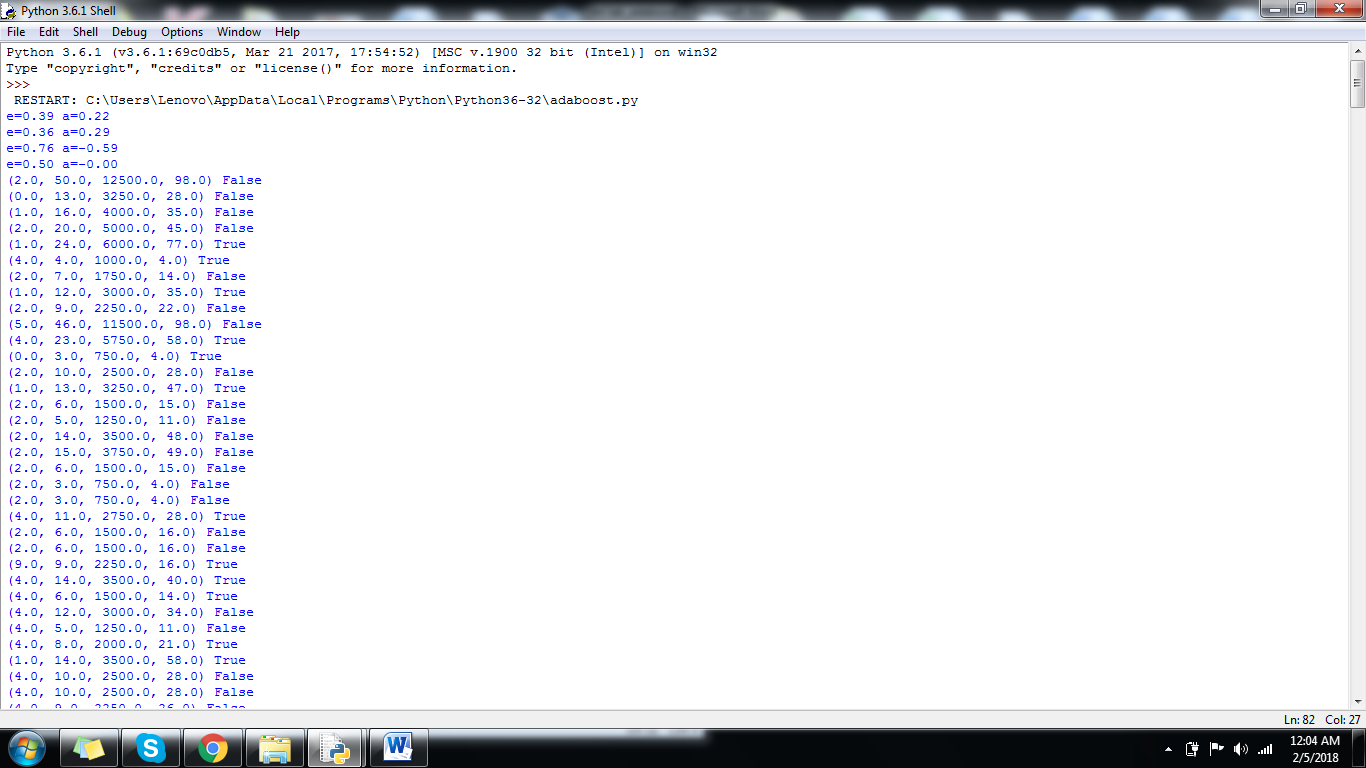 Python 3.6.1 Shell
File Edit Shell Debug Options Window Help
Python 3.6.1 (v3.6.1:69c0db5, Mar 21 2017, 17:54:52) [MSC v.1900 32 bit (Intel)] on win32
Type "copyright", "credits" or "license()" for more information.
>>>
RESTART: C:\Users\Lenovo\AppData\Local\Programs\Python\Python36-32\adaboost.py
e=0.39 a=0.22
e=0.36 a=0.29
e=0.76 a=-0.59
e=0.50 a=-0.00
(2.0, 50.0, 12500.0, 98.0) False
(0.0, 13.0, 3250.0, 28.0) False
(1.0, 16.0, 4000.0, 35.0) False
(2.0, 20.0, 5000.0, 45.0) False
(1.0, 24.0, 6000.0, 77.0) True
(4.0, 4.0, 1000.0, 4.0) True
(2.0, 7.0, 1750.0, 14.0) False
(1.0, 12.0, 3000.0, 35.0) True
(2.0, 9.0, 2250.0, 22.0) False
(5.0, 46.0, 11500.0, 98.0) False
(4.0, 23.0, 5750.0, 58.0) True
(0.0, 3.0, 750.0, 4.0) True
(2.0, 10.0, 2500.0, 28.0) False
(1.0, 13.0, 3250.0, 47.0) True
(2.0, 6.0, 1500.0, 15.0) False
(2.0, 5.0, 1250.0, 11.0) False
(2.0, 14.0, 3500.0, 48.0) False
(2.0, 15.0, 3750.0, 49.0) False
(2.0, 6.0, 1500.0, 15.0) False
(2.0, 3.0, 750.0, 4.0) False
(2.0, 3.0, 750.0, 4.0) False
(4.0, 11.0, 2750.0, 28.0) True
(2.0, 6.0, 1500.0, 16.0) False
(2.0, 6.0, 1500.0, 16.0) False
(9.0, 9.0, 2250.0, 16.0) True
(4.0, 14.0, 3500.0, 40.0) True
(4.0, 6.0, 1500.0, 14.0) True
(4.0, 12.0, 3000.0, 34.0) False
(4.0, 5.0, 1250.0, 11.0) False
(4.0, 8.0, 2000.0, 21.0) True
(1.0, 14.0, 3500.0, 58.0) True
(4.0, 10.0, 2500.0, 28.0) False
(4.0, 10.0, 2500.0, 28.0) False
(4.0, 9.0, 2250.0, 26.0) False
Ln: 82 Col: 27
12:04 AM
2/5/2018